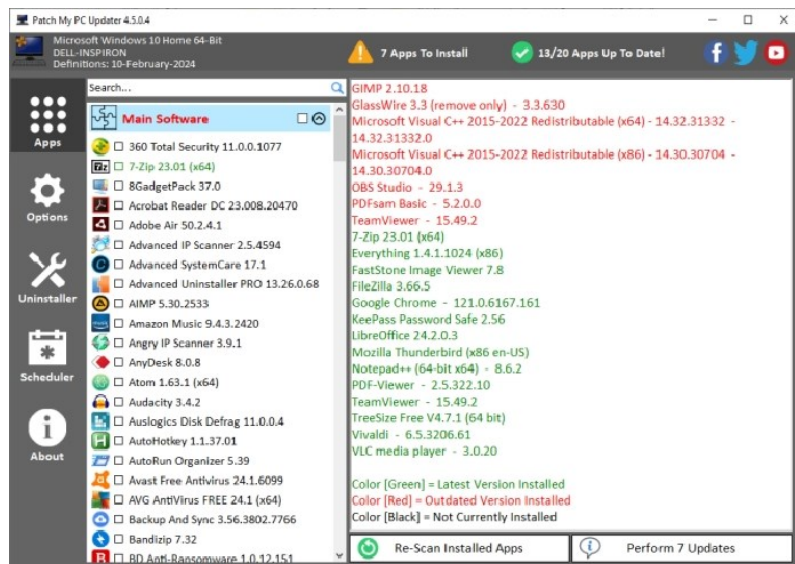 Patch My PC Updater 4.5.0.4
Microsoft Windows 10 Home 64-Bit
DELL-INSPIRON
Definitions: 10-February-2024
7 Apps To Install
13/20 Apps Up To Date!
Apps
Options
Uninstaller
Scheduler
About
Search...
Main Software
360 Total Security 11.0.0.1077
7-Zip 23.01 (x64)
8GadgetPack 37.0
Acrobat Reader DC 23.008.20470
Adobe Air 50.2.4.1
Advanced IP Scanner 2.5.4594
Advanced SystemCare 17.1
Advanced Uninstaller PRO 13.26.0.68
AIMP 5.30.2533
Amazon Music 9.4.3.2420
Angry IP Scanner 3.9.1
AnyDesk 8.0.8
Atom 1.63.1 (x64)
Audacity 3.4.2
Auslogics Disk Defrag 11.0.0.4
AutoHotkey 1.1.37.01
AutoRun Organizer 5.39
Avast Free Antivirus 24.1.6099
AVG AntiVirus FREE 24.1 (x64)
Backup And Sync 3.56.3802.7766
Bandizip 7.32
BD Anti-Ransomware 1.0.12.151
GIMP 2.10.18
GlassWire 3.3 (remove only) - 3.3.630
Microsoft Visual C++ 2015-2022 Redistributable (x64) - 14.32.31332 -
14.32.31332.0
Microsoft Visual C++ 2015-2022 Redistributable (x86) - 14.30.30704 -
14.30.30704.0
OBS Studio - 29.1.3
PDFsam Basic - 5.2.0.0
TeamViewer - 15.49.2
7-Zip 23.01 (x64)
Everything 1.4.1.1024 (x86)
FastStone Image Viewer 7.8
FileZilla 3.66.5
Google Chrome - 121.0.6167.161
KeePass Password Safe 2.56
LibreOffice 24.2.0.3
Mozilla Thunderbird (x86 en-US)
Notepad++ (64-bit x64) - 8.6.2
PDF-Viewer - 2.5.322.10
TeamViewer - 15.49.2
TreeSize Free V4.7.1 (64 bit)
Vivaldi - 6.5.3206.61
VLC media player - 3.0.20
Color [Green] = Latest Version Installed
Color [Red] = Outdated Version Installed
Color [Black] = Not Currently Installed
Re-Scan Installed Apps
Perform 7 Updates